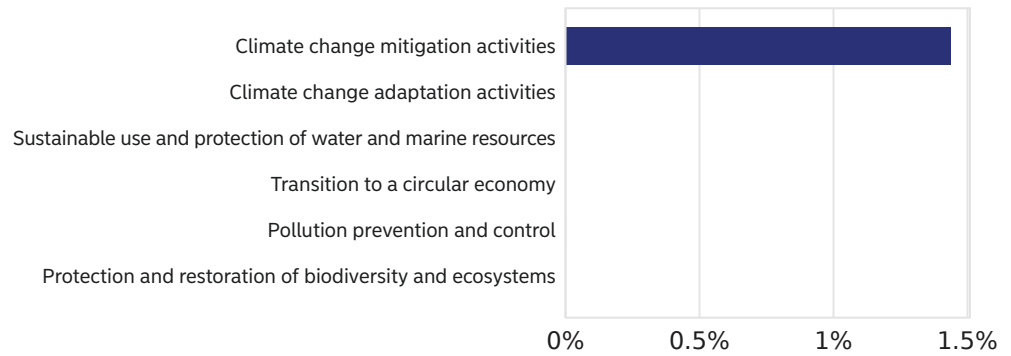 Climate change mitigation activities
Climate change adaptation activities
Sustainable use and protection of water and marine resources
Transition to a circular economy
Pollution prevention and control
Protection and restoration of biodiversity and ecosystems
0% 0.5% 1% 1.5%